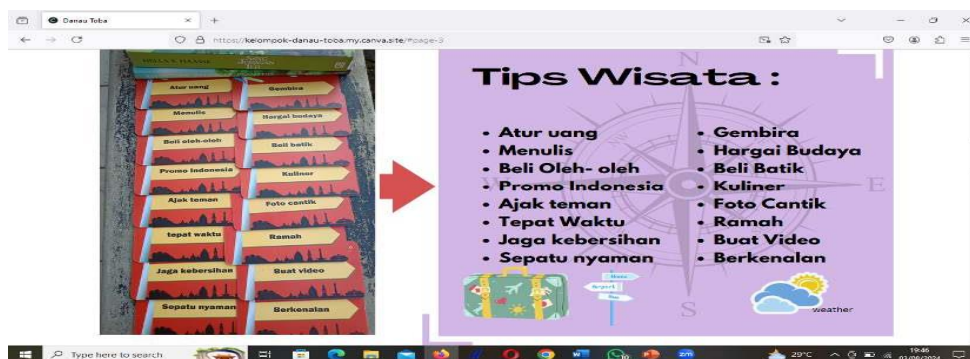 Danau Toba
https://kelompok-danau-toba.my.canva.site/#page-3
HELLA S. HAASSE
Atur uang
Gembira
Menulis
Hargai budaya
Beli oleh-oleh
Beli batik
Promo Indonesia
Kuliner
Ajak teman
Foto cantik
tepat waktu
Ramah
Jaga kebersihan
Buat video
Sepatu nyaman
Berkenalan
Tips Wisata :
• Atur uang
• Menulis
• Beli Oleh- oleh
• Promo Indonesia
• Ajak teman
• Tepat Waktu
• Jaga kebersihan
• Sepatu nyaman
• Gembira
• Hargai Budaya
• Beli Batik
• Kuliner
• Foto Cantik
• Ramah
• Buat Video
• Berkenalan
N
E
S
weather
Type here to search
29°C
19:46